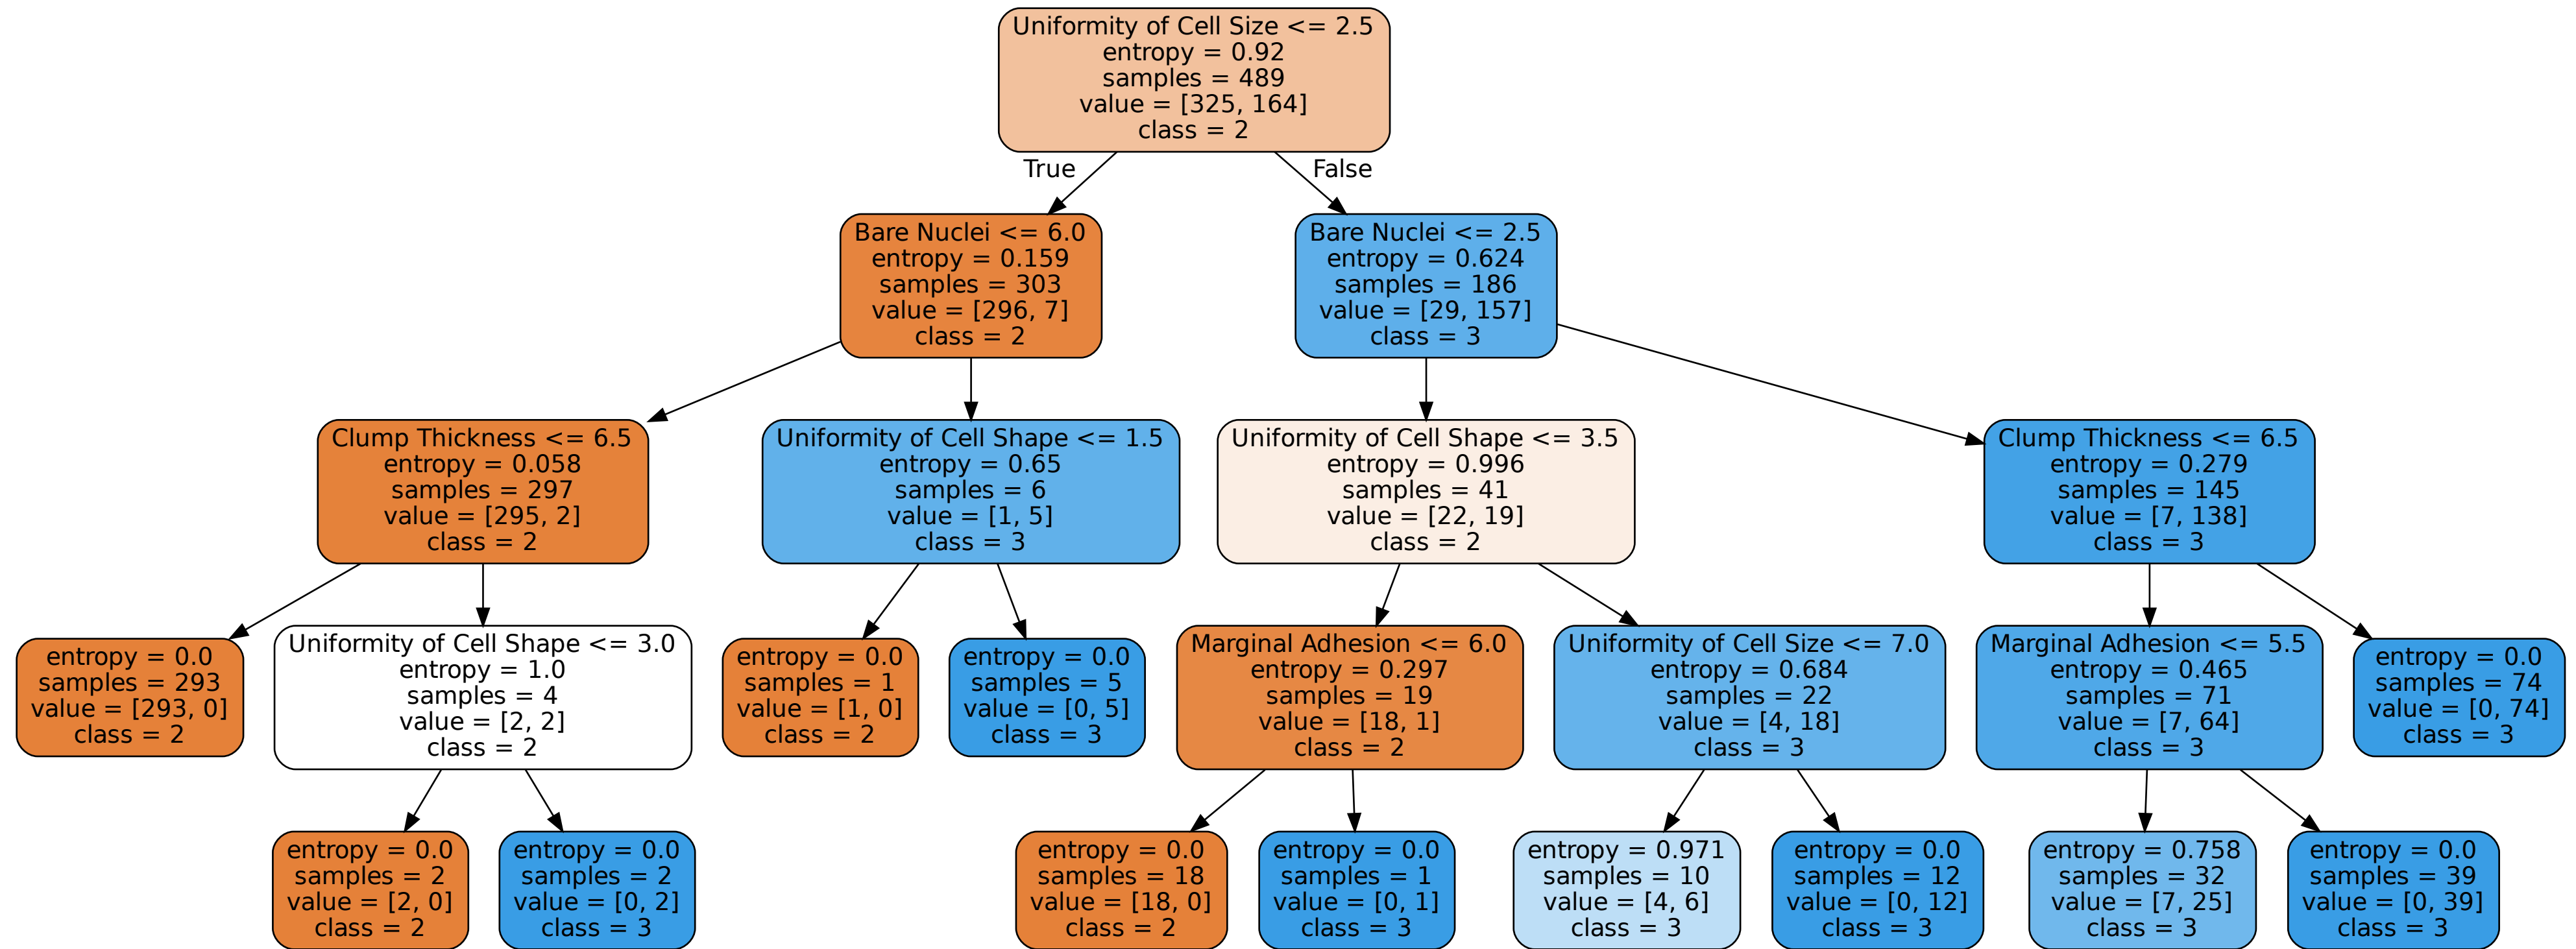 Uniformity of Cell Size <= 2.5
entropy = 0.92
samples = 489
value = [325, 164]
class = 2
True
False
Bare Nuclei <= 6.0
entropy = 0.159
samples = 303
value = [296, 7]
class = 2
Bare Nuclei <= 2.5
entropy = 0.624
samples = 186
value = [29, 157]
class = 3
Clump Thickness <= 6.5
entropy = 0.058
samples = 297
value = [295, 2]
class = 2
Uniformity of Cell Shape <= 1.5
entropy = 0.65
samples = 6
value = [1, 5]
class = 3
Uniformity of Cell Shape <= 3.5
entropy = 0.996
samples = 41
value = [22, 19]
class = 2
Clump Thickness <= 6.5
entropy = 0.279
samples = 145
value = [7, 138]
class = 3
entropy = 0.0
samples = 293
value = [293, 0]
class = 2
Uniformity of Cell Shape <= 3.0
entropy = 1.0
samples = 4
value = [2, 2]
class = 2
entropy = 0.0
samples = 1
value = [1, 0]
class = 2
entropy = 0.0
samples = 5
value = [0, 5]
class = 3
Marginal Adhesion <= 6.0
entropy = 0.297
samples = 19
value = [18, 1]
class = 2
Uniformity of Cell Size <= 7.0
entropy = 0.684
samples = 22
value = [4, 18]
class = 3
Marginal Adhesion <= 5.5
entropy = 0.465
samples = 71
value = [7, 64]
class = 3
entropy = 0.0
samples = 74
value = [0, 74]
class = 3
entropy = 0.0
samples = 2
value = [2, 0]
class = 2
entropy = 0.0
samples = 2
value = [0, 2]
class = 3
entropy = 0.0
samples = 18
value = [18, 0]
class = 2
entropy = 0.0
samples = 1
value = [0, 1]
class = 3
entropy = 0.971
samples = 10
value = [4, 6]
class = 3
entropy = 0.0
samples = 12
value = [0, 12]
class = 3
entropy = 0.758
samples = 32
value = [7, 25]
class = 3
entropy = 0.0
samples = 39
value = [0, 39]
class = 3